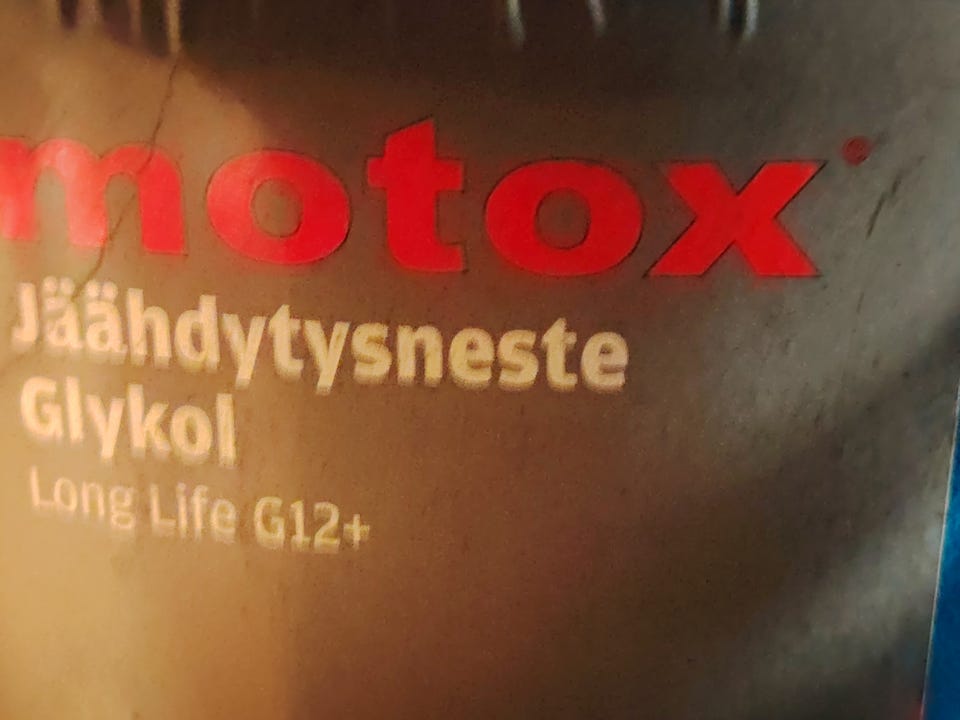 motox®
Jäähdytysneste
Glykol
Long Life G12+